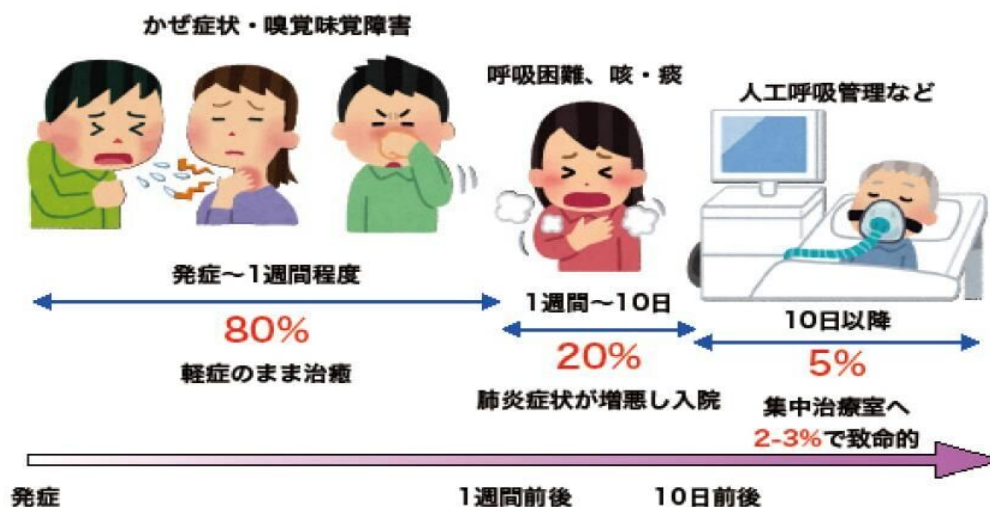 かぜ症状・嗅覚味覚障害
呼吸困難、咳・痰
人工呼吸管理など
発症～1週間程度
80%
軽症のまま治癒
1週間～10日
20%
肺炎症状が増悪し入院
10日以降
5%
集中治療室へ
2-3%で致命的
発症
1週間前後
10日前後